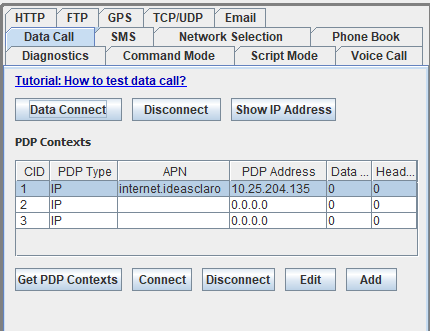 HTTP FTP GPS TCP/UDP Email
Data Call SMS Network Selection Phone Book
Diagnostics Command Mode Script Mode Voice Call
Tutorial: How to test data call?
Data Connect Disconnect Show IP Address
PDP Contexts
CID PDP Type APN PDP Address Data ... Head...
1 IP internet.ideasclaro 10.25.204.135 0 0
2 IP 0.0.0.0 0 0
3 IP 0.0.0.0 0 0
Get PDP Contexts Connect Disconnect Edit Add